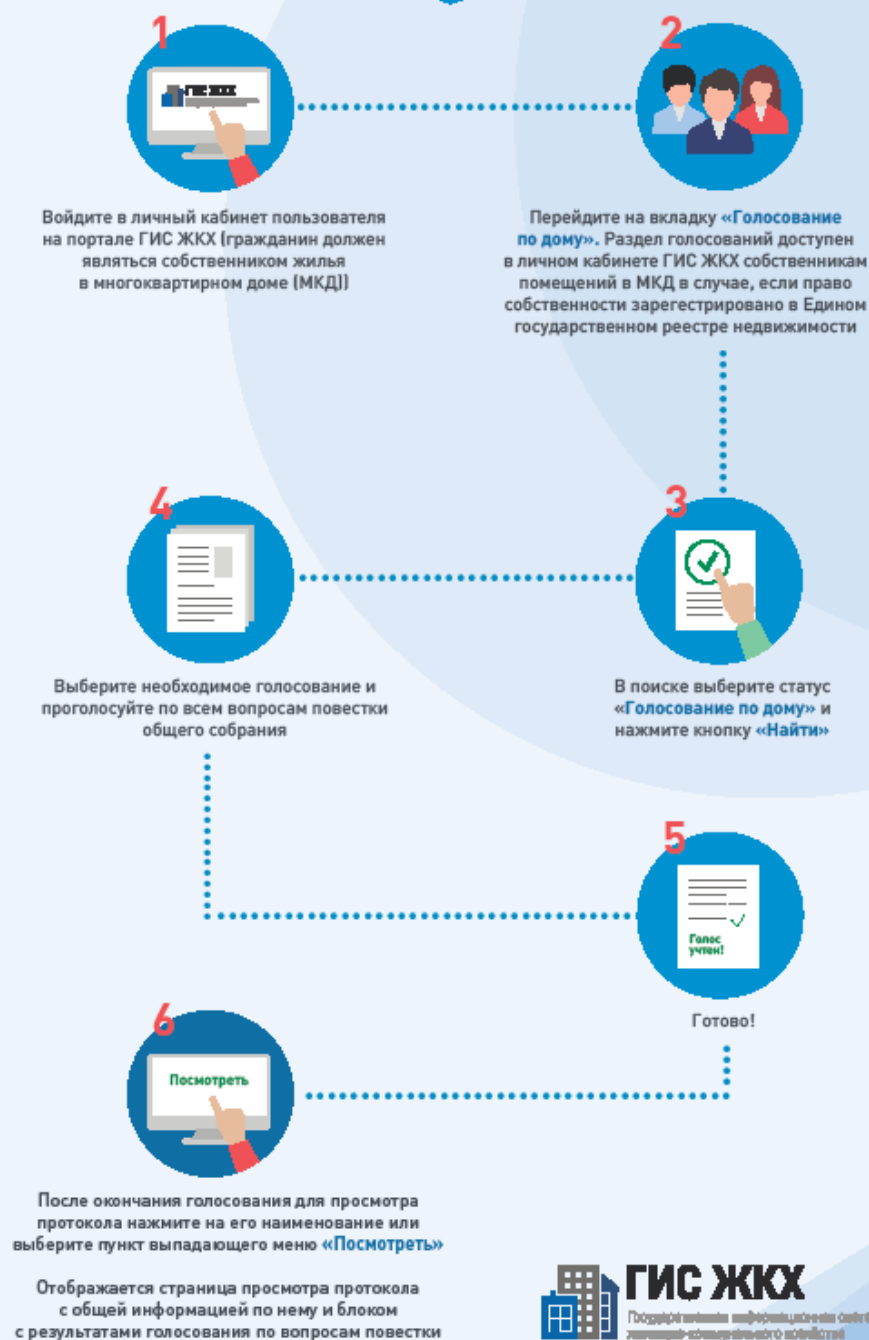 1
ГИС ЖКХ
Войдите в личный кабинет пользователя
на портале ГИС ЖКХ (гражданин должен
являться собственником жилья
в многоквартирном доме (МКД))
2
Перейдите на вкладку «Голосование
по дому». Раздел голосований доступен
в личном кабинете ГИС ЖКХ собственникам
помещений в МКД в случае, если право
собственности зарегестрировано в Едином
государственном реестре недвижимости
3
В поиске выберите статус
«Голосование по дому» и
нажмите кнопку «Найти»
4
Выберите необходимое голосование и
проголосуйте по всем вопросам повестки
общего собрания
5
Голос
учтен!
Готово!
6
Посмотреть
После окончания голосования для просмотра
протокола нажмите на его наименование или
выберите пункт выпадающего меню «Посмотреть»
Отображается страница просмотра протокола
с общей информацией по нему и блоком
с результатами голосования по вопросам повестки
ГИС ЖКХ